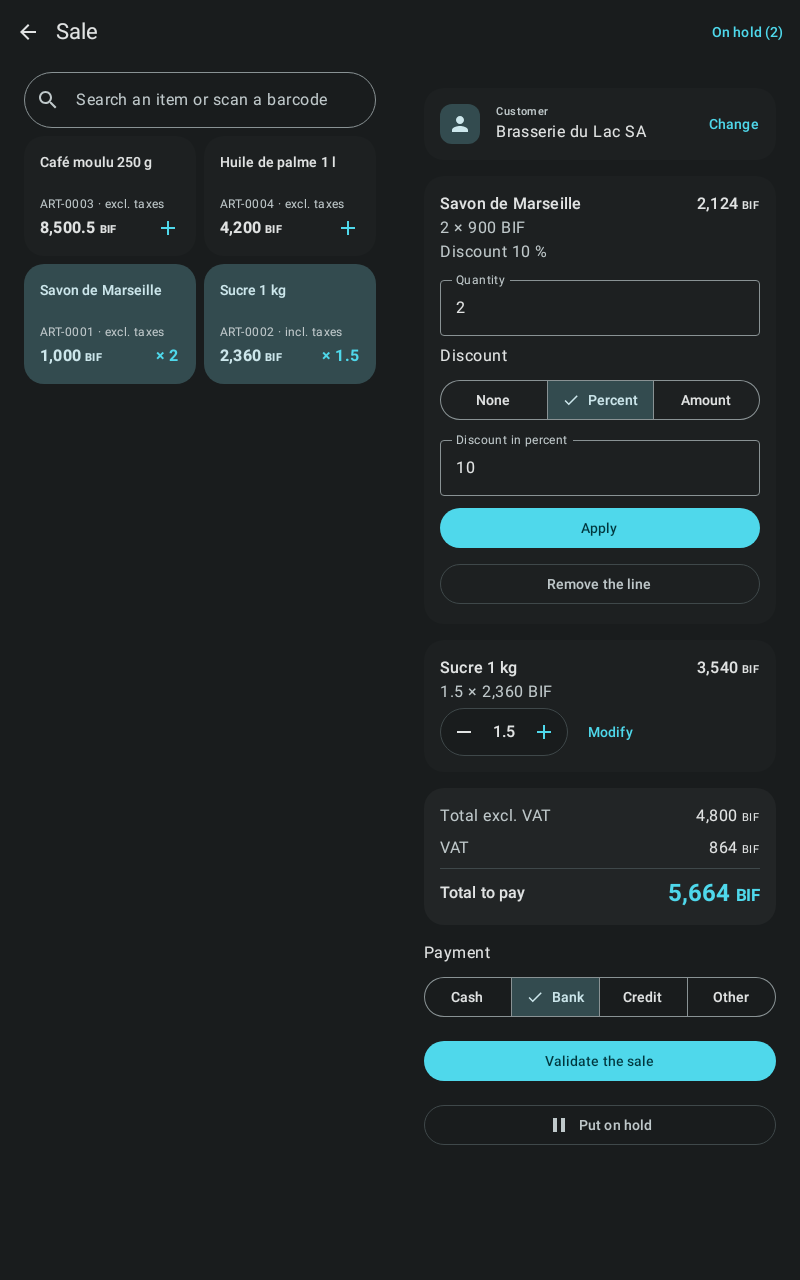 Sale
On hold (2)
Search an item or scan a barcode
Café moulu 250 g
ART-0003 · excl. taxes
8,500.5 BIF
Huile de palme 1 l
ART-0004 · excl. taxes
4,200 BIF
Savon de Marseille
ART-0001 · excl. taxes
1,000 BIF × 2
Sucre 1 kg
ART-0002 · incl. taxes
2,360 BIF × 1.5
Customer
Brasserie du Lac SA
Change
Savon de Marseille 2,124 BIF
2 × 900 BIF
Discount 10 %
Quantity
2
Discount
None Percent Amount
Discount in percent
10
Apply
Remove the line
Sucre 1 kg 3,540 BIF
1.5 × 2,360 BIF
1.5 Modify
Total excl. VAT 4,800 BIF
VAT 864 BIF
Total to pay 5,664 BIF
Payment
Cash Bank Credit Other
Validate the sale
Put on hold